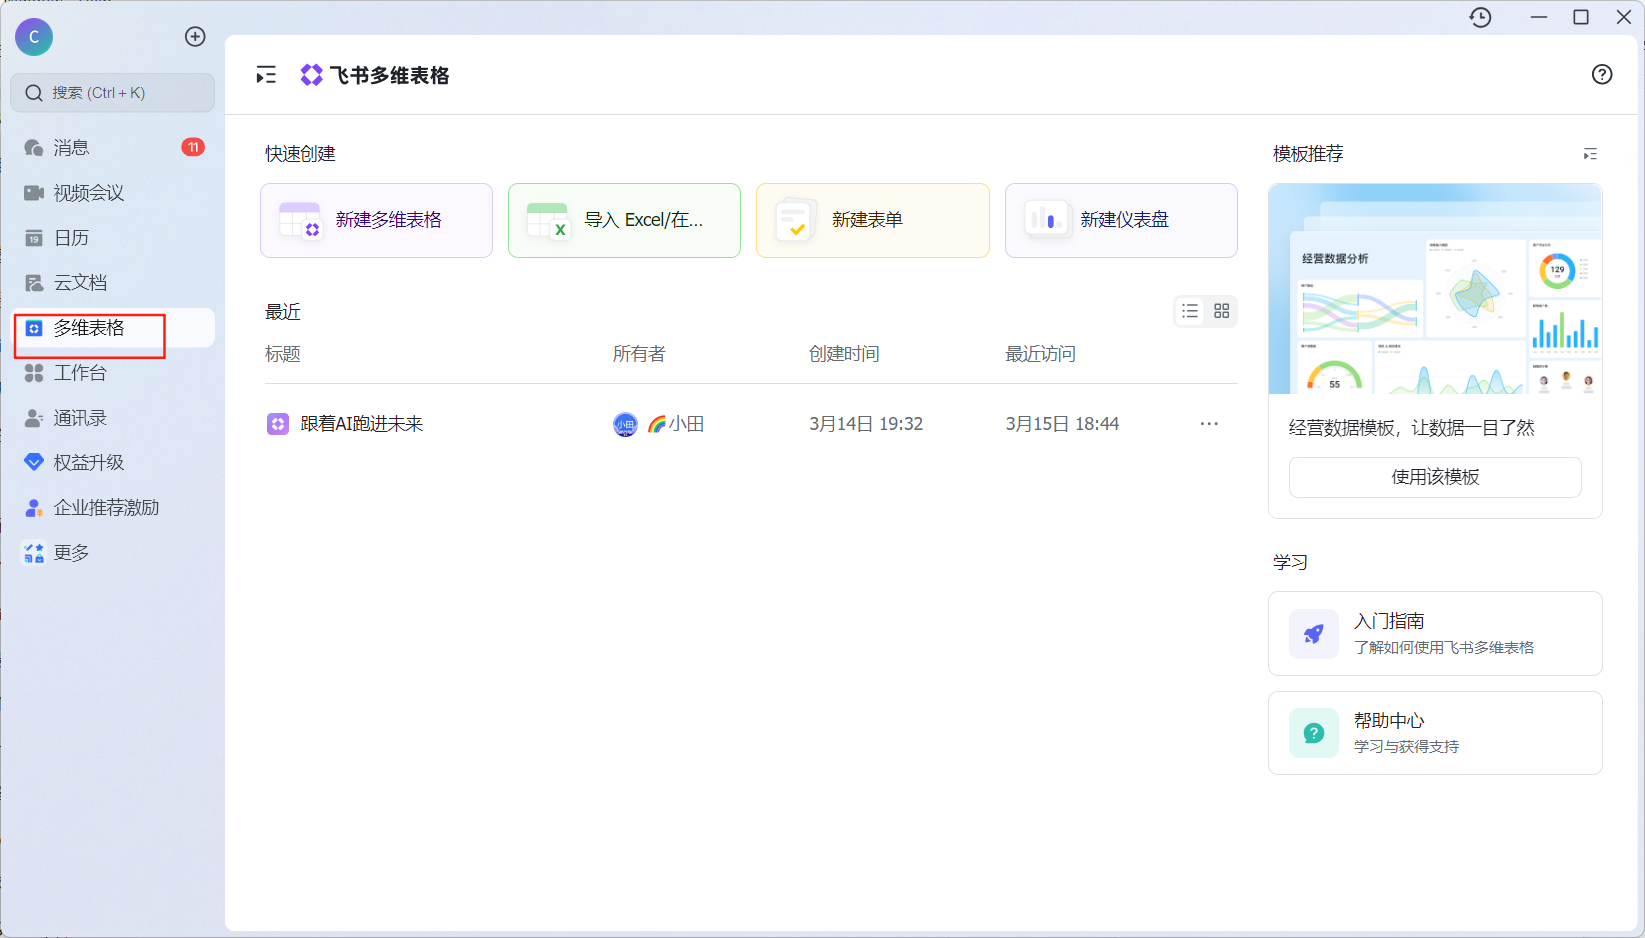 C
搜索 (Ctrl + K)
消息
11
视频会议
19
日历
云文档
多维表格
工作台
通讯录
权益升级
企业推荐激励
更多
飞书多维表格
快速创建
新建多维表格
导入 Excel/在...
新建表单
新建仪表盘
最近
标题
所有者
创建时间
最近访问
跟着AI跑进未来
小田
🌈小田
3月14日 19:32
3月15日 18:44
模板推荐
经营数据分析
129
55
经营数据模板，让数据一目了然
使用该模板
学习
入门指南
了解如何使用飞书多维表格
帮助中心
学习与获得支持